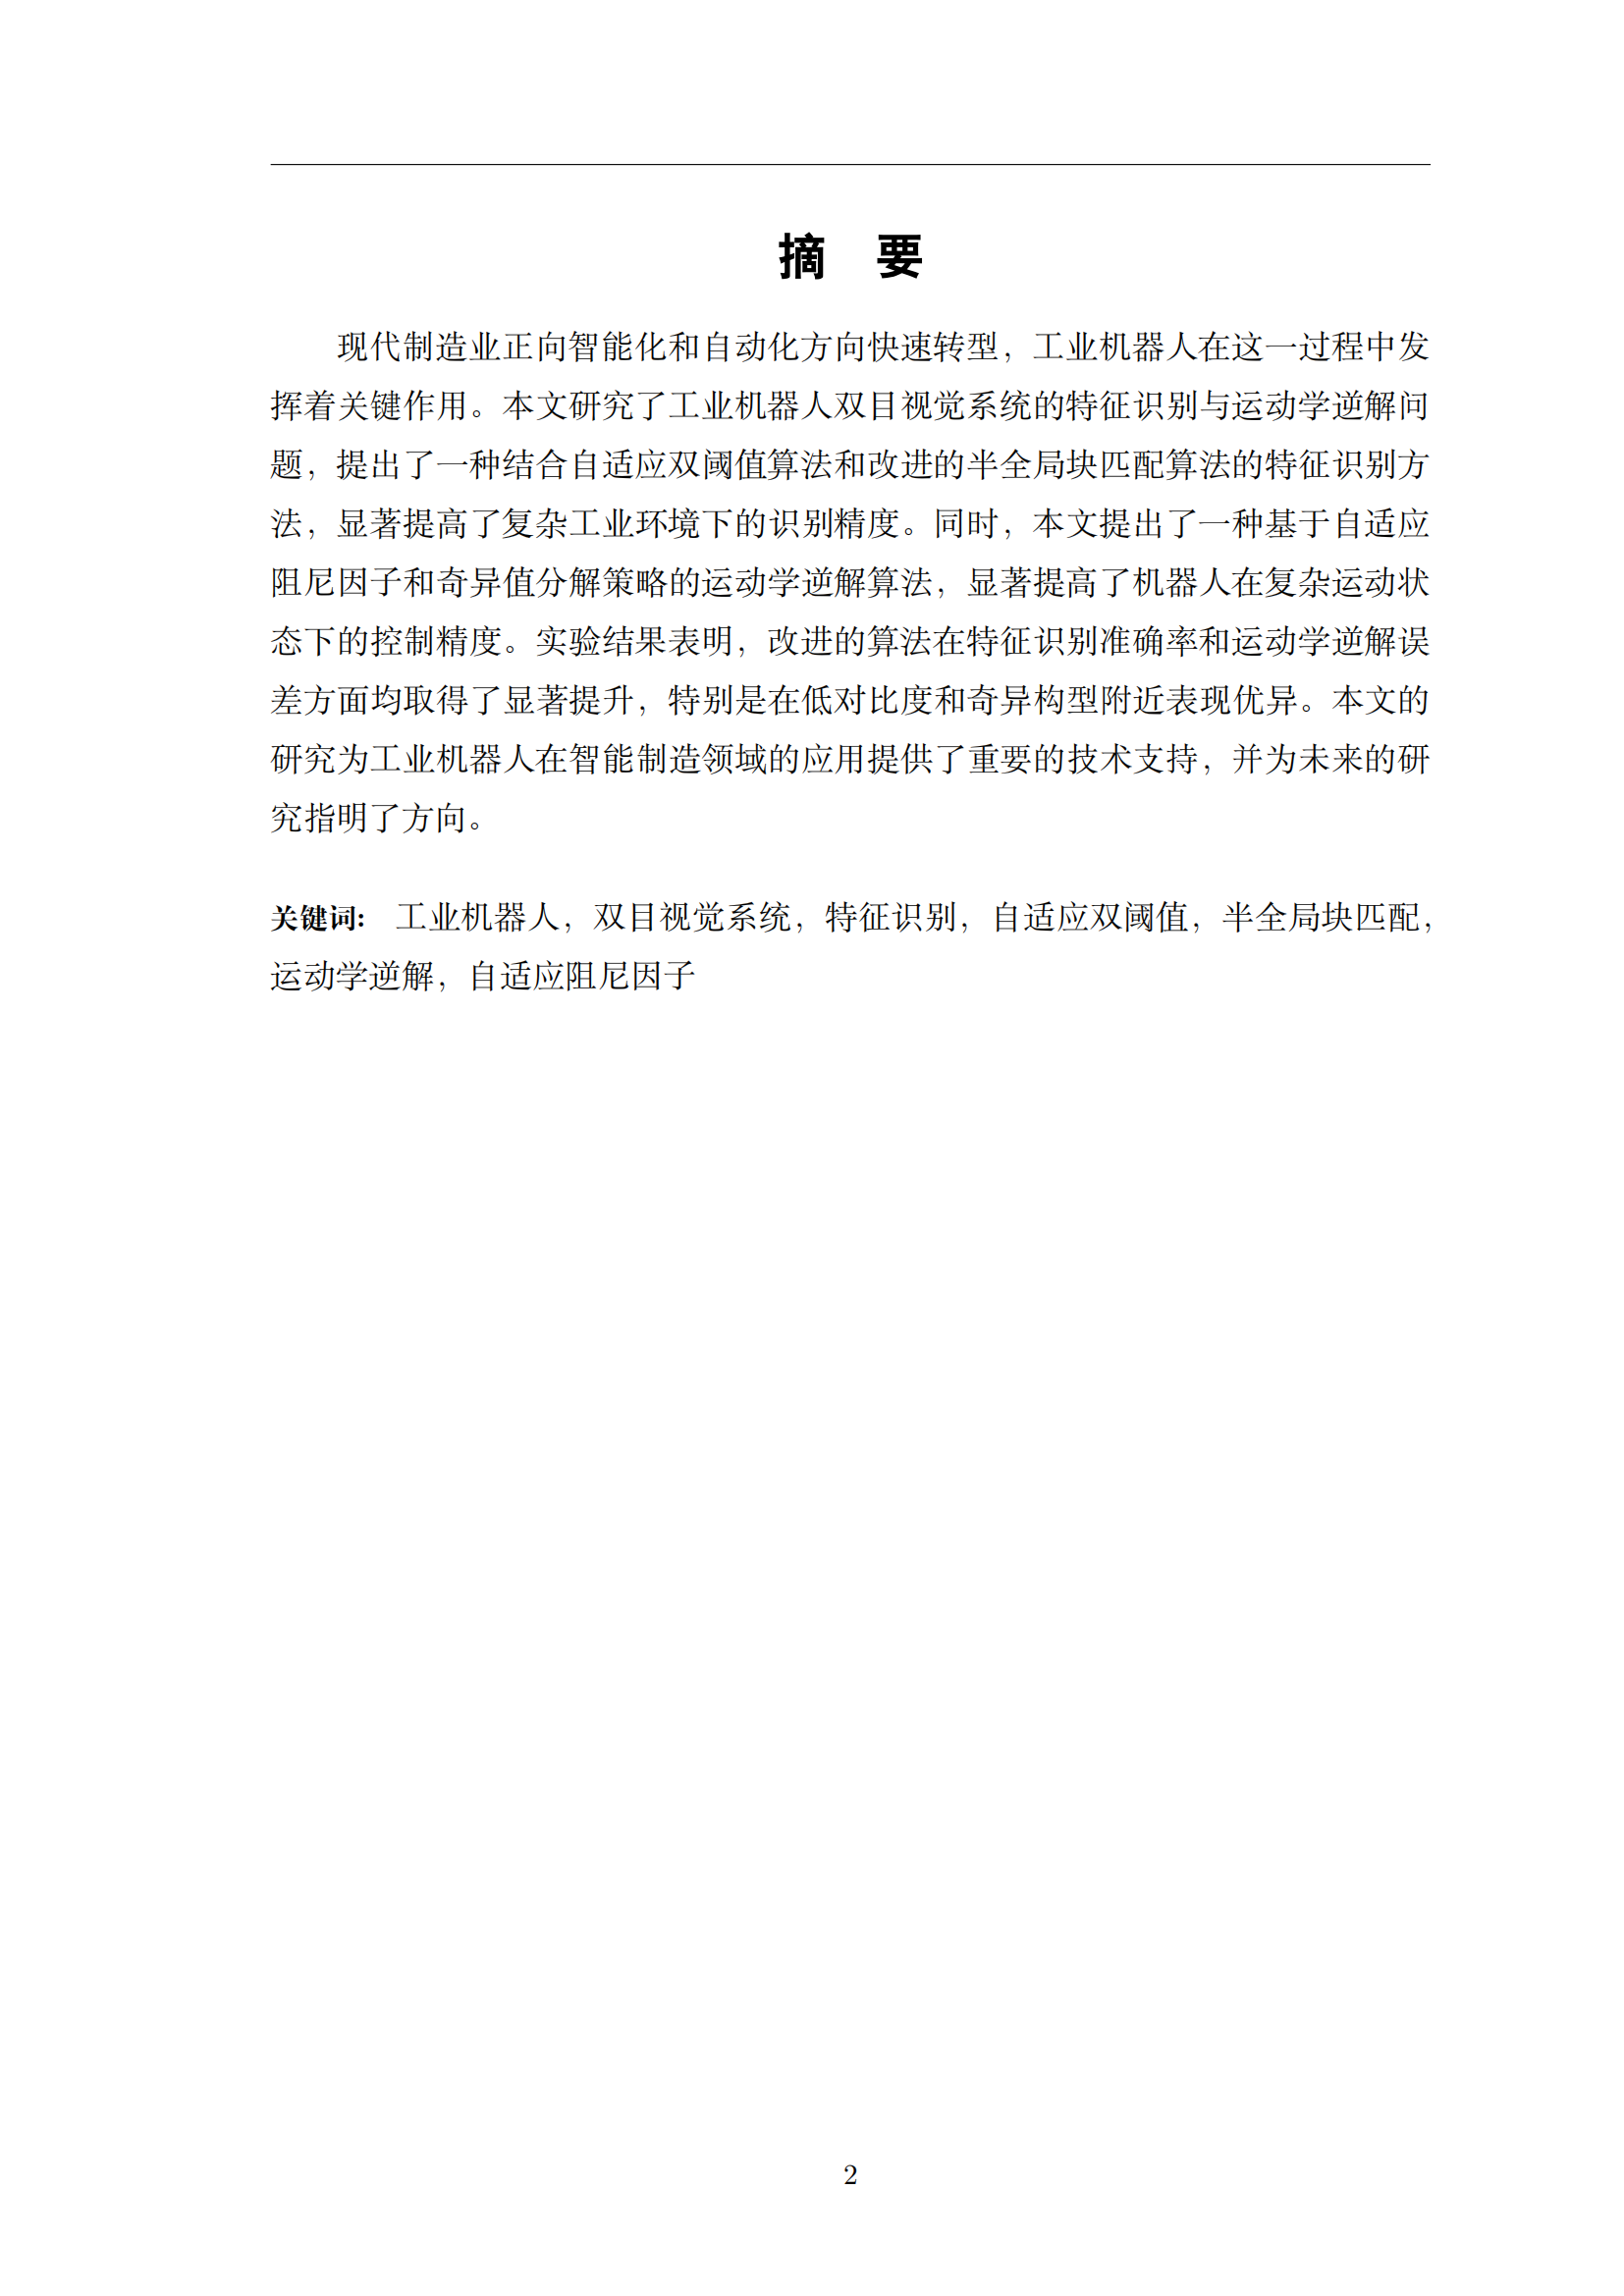 摘 要
现代制造业正向智能化和自动化方向快速转型，工业机器人在这一过程中发
挥着关键作用。本文研究了工业机器人双目视觉系统的特征识别与运动学逆解问
题，提出了一种结合自适应双阈值算法和改进的半全局块匹配算法的特征识别方
法，显著提高了复杂工业环境下的识别精度。同时，本文提出了一种基于自适应
阻尼因子和奇异值分解策略的运动学逆解算法，显著提高了机器人在复杂运动状
态下的控制精度。实验结果表明，改进的算法在特征识别准确率和运动学逆解误
差方面均取得了显著提升，特别是在低对比度和奇异构型附近表现优异。本文的
研究为工业机器人在智能制造领域的应用提供了重要的技术支持，并为未来的研
究指明了方向。
关键词: 工业机器人，双目视觉系统，特征识别，自适应双阈值，半全局块匹配，
运动学逆解，自适应阻尼因子
2